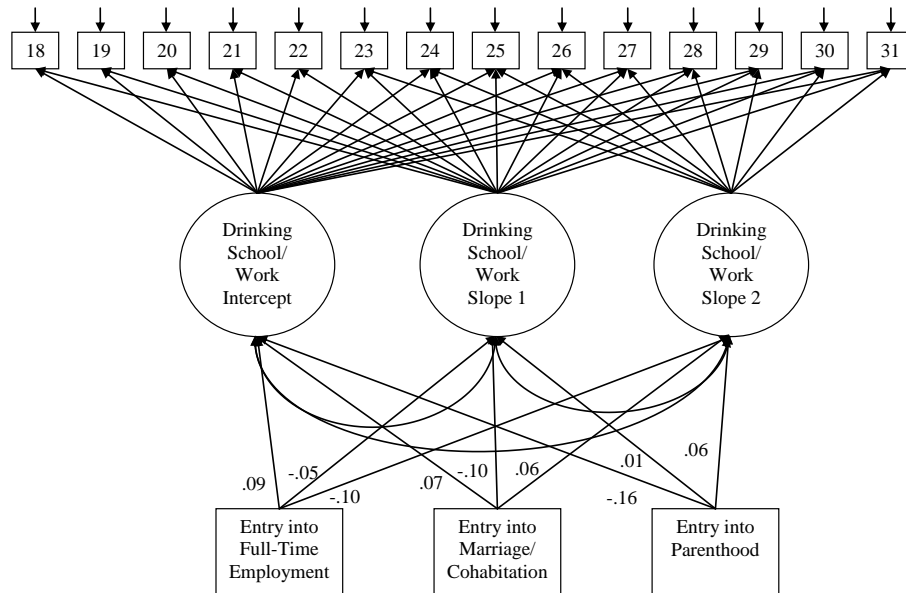 18 19 20 21 22 23 24 25 26 27 28 29 30 31
Drinking
School/
Work
Intercept
Drinking
School/
Work
Slope 1
Drinking
School/
Work
Slope 2
.09
-.05
-.10
.07
-.10
.06
-.16
.01
.06
Entry into
Full-Time
Employment
Entry into
Marriage/
Cohabitation
Entry into
Parenthood